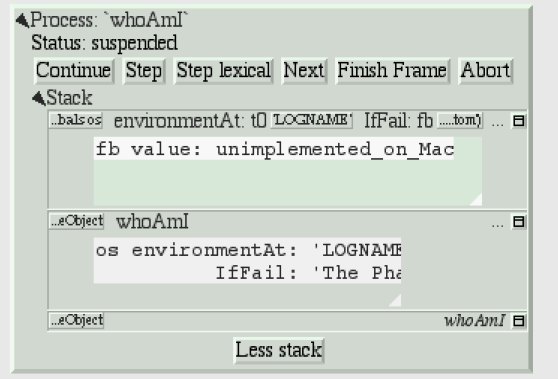 Process: `whoAmI`
Status: suspended
Continue Step Step lexical Next Finish Frame Abort
Stack
...bals os environmentAt: t0 'LOGNAME' IfFail: fb .....tom') ...
fb value: unimplemented_on_Mac
...eObject whoAmI ...
os environmentAt: 'LOGNAME
IfFail: 'The Pha
...eObject whoAmI
Less stack